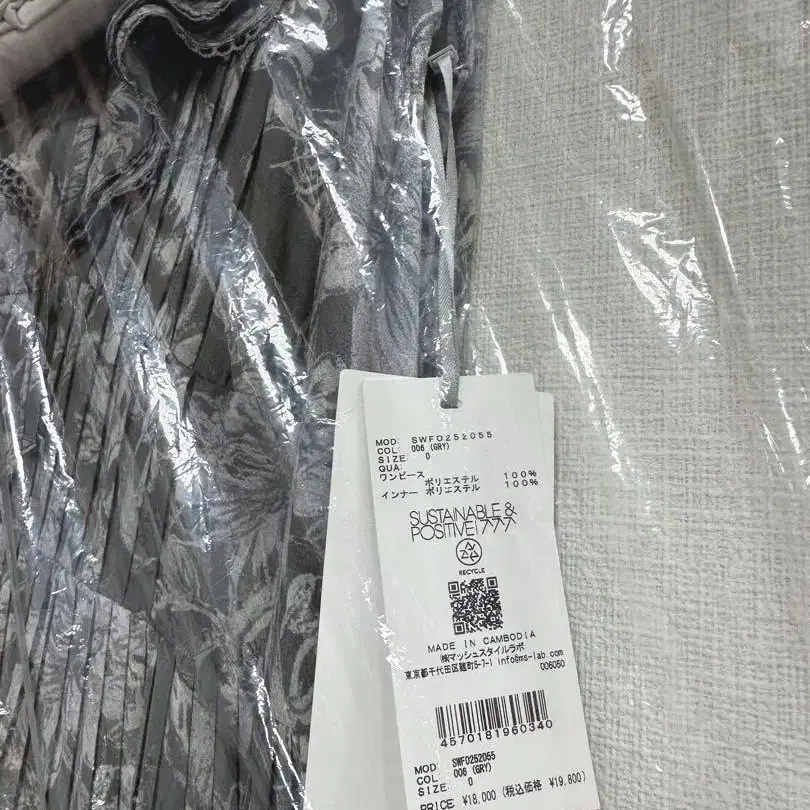 MOD: SWFO252055
COL: 006 (GRY)
SIZE: 0
QUA:
ワンピース
ポリエステル 100%
インナー ポリエステル 100%
SUSTAINABLE &
POSITIVE!777
RECYCLE
MADE IN CAMBODIA
㈱マッシュスタイルラボ
東京都千代田区麹町5-7-1 info@ms-lab.com
006050
4570181960340
MOD: SWFO252055
COL: 006 (GRY)
SIZE: 0
PRICE: ¥18,000 (税込価格 ¥19,800)